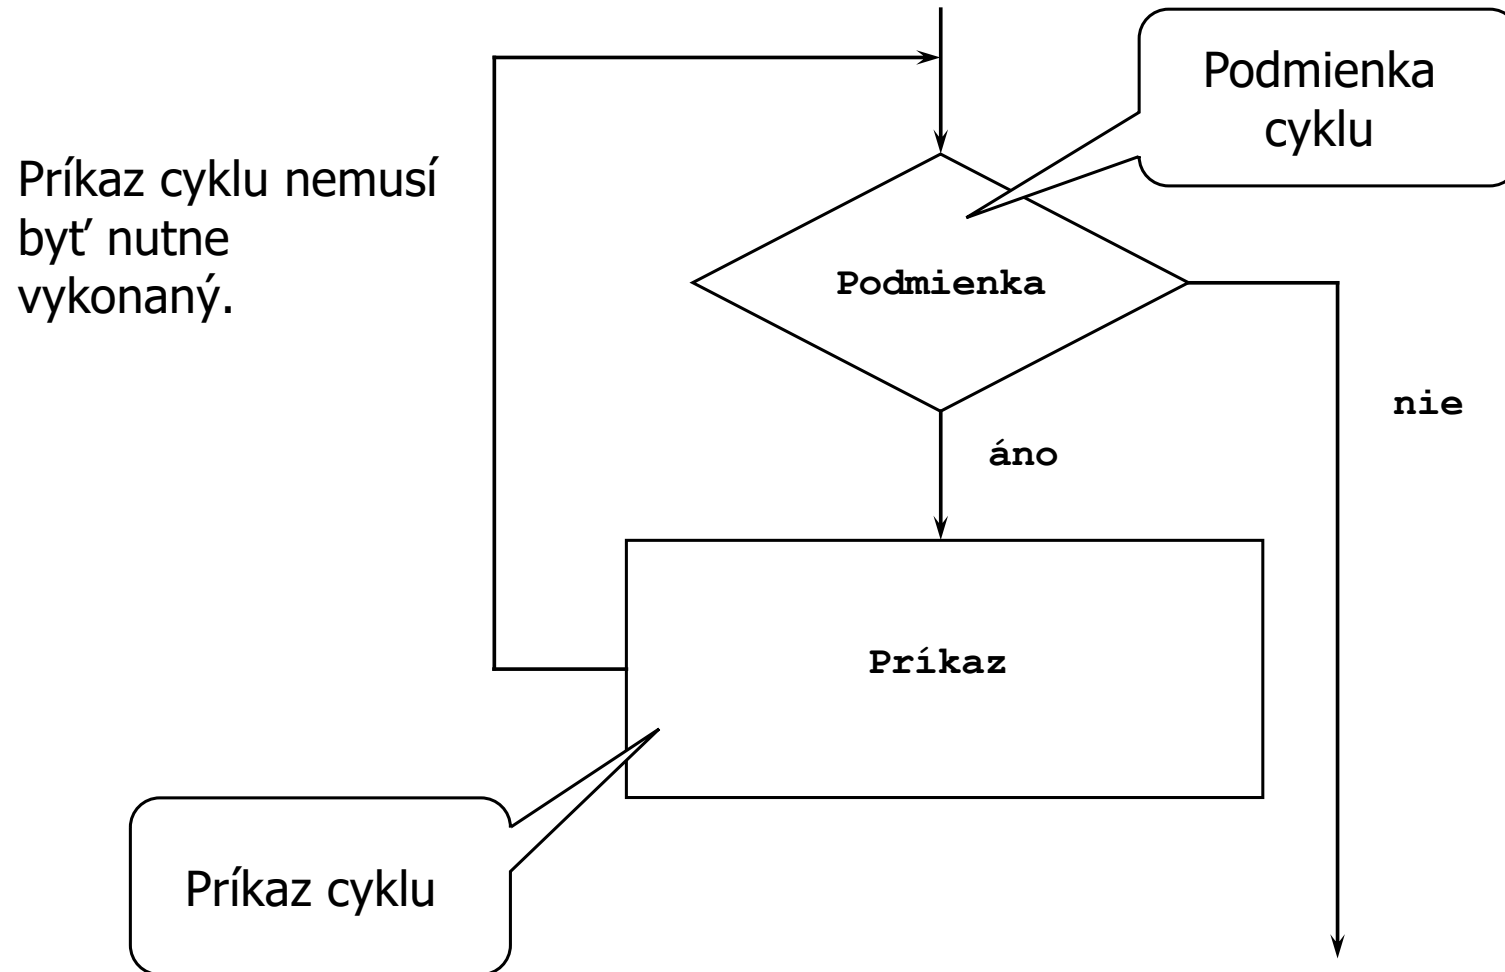 Podmienka
cyklu
Príkaz cyklu nemusí
byť nutne
vykonaný.
Podmienka
nie
áno
Príkaz
Príkaz cyklu